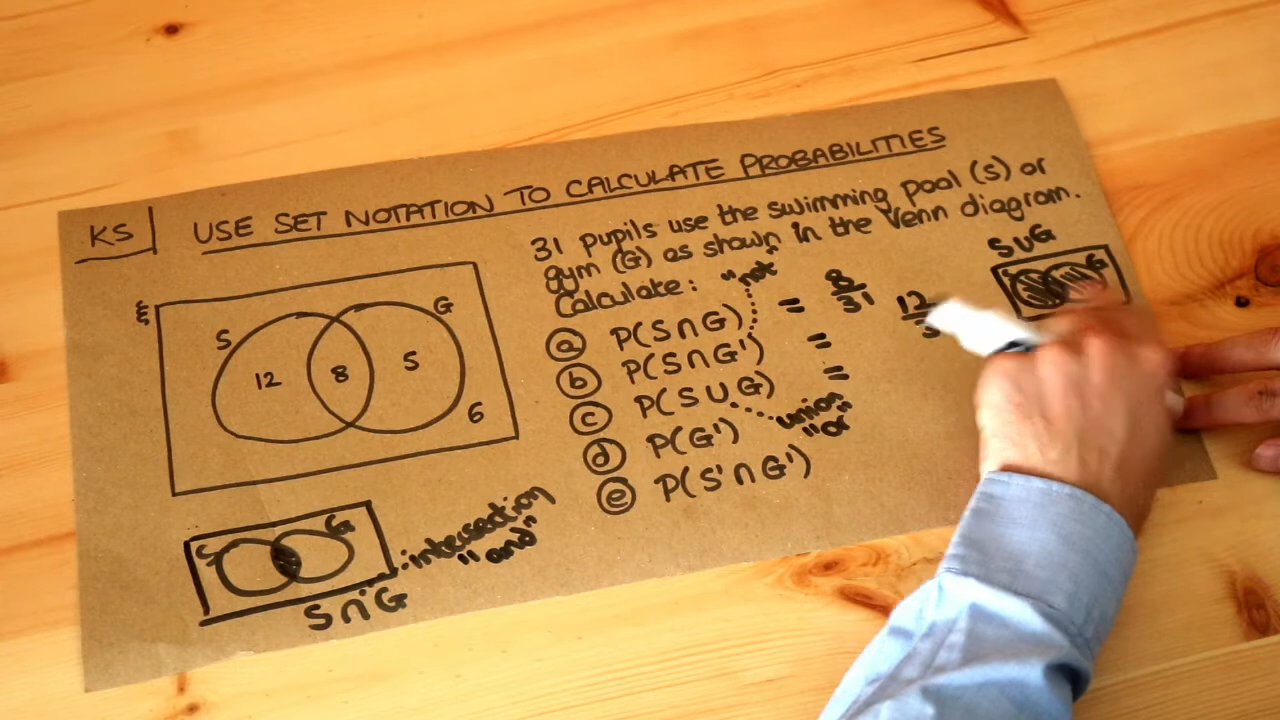 KS USE SET NOTATION TO CALCULATE PROBABILITIES
31 pupils use the swimming pool (S) or
gym (G) as shown in the Venn diagram.
Calculate: "not"
ⓐ P(S∩G) = 8/31
ⓑ P(S∩G') = 12
ⓒ P(S∪G) =
union
"or"
ⓓ P(G')
ⓔ P(S'∩G')
ξ
S G
12 8 5
6
S G
intersection
"and"
S∩G
S∪G
G